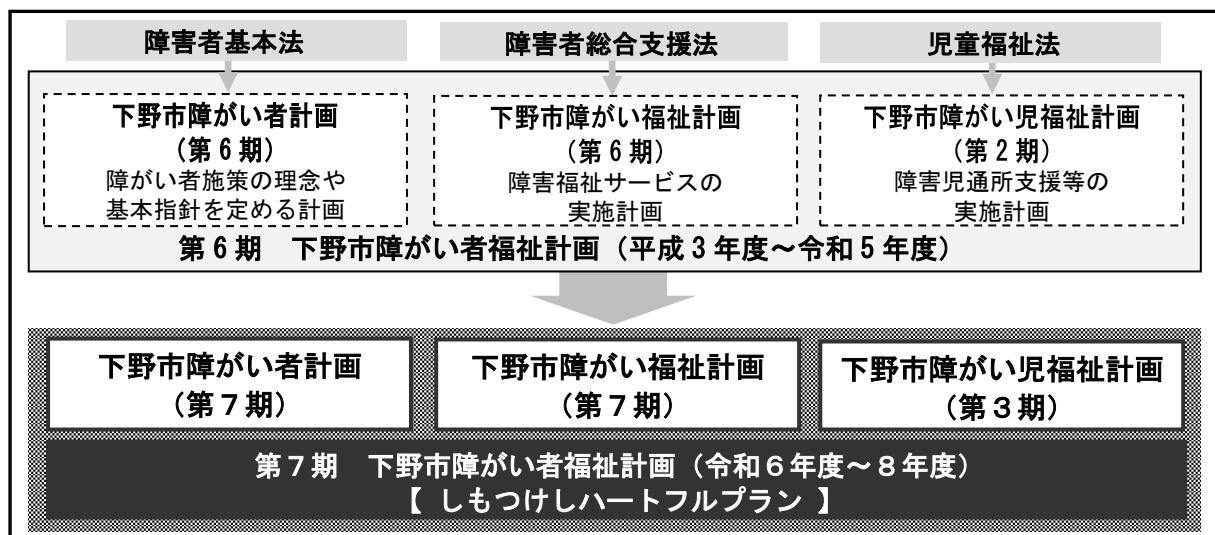 障害者基本法
障害者総合支援法
児童福祉法
下野市障がい者計画
(第6期)
障がい者施策の理念や
基本指針を定める計画
下野市障がい福祉計画
(第6期)
障害福祉サービスの
実施計画
下野市障がい児福祉計画
(第2期)
障害児通所支援等の
実施計画
第6期　下野市障がい者福祉計画（平成3年度～令和5年度）
下野市障がい者計画
（第７期）
下野市障がい福祉計画
（第７期）
下野市障がい児福祉計画
（第３期）
第７期　下野市障がい者福祉計画（令和６年度～８年度）
【 しもつけしハートフルプラン 】